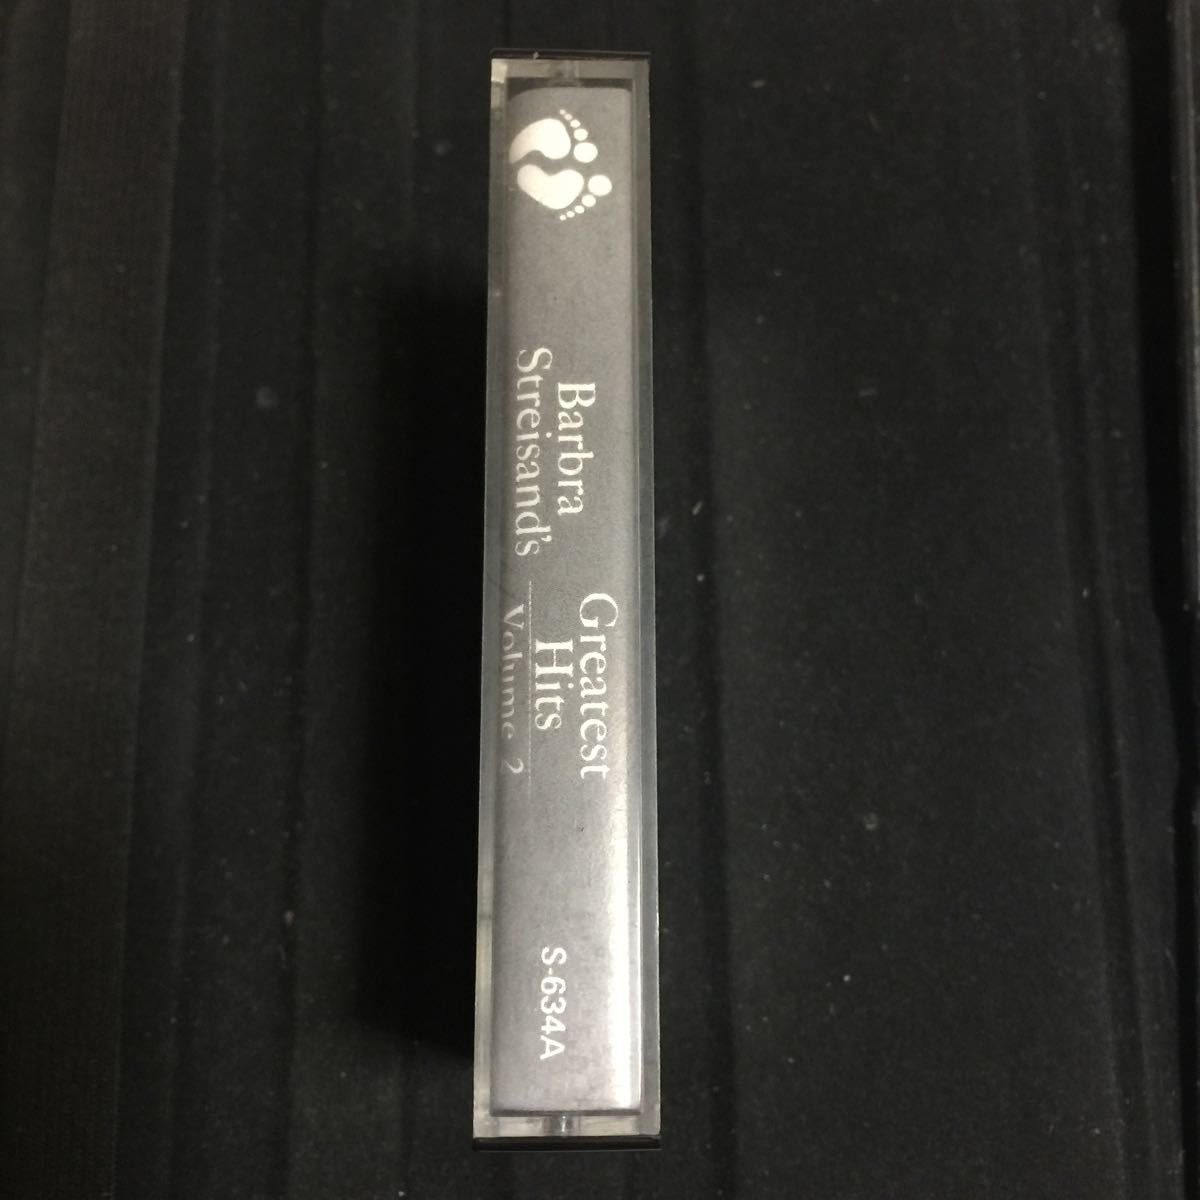 Barbra
Streisand's
Greatest
Hits
Volume 2
S-634A